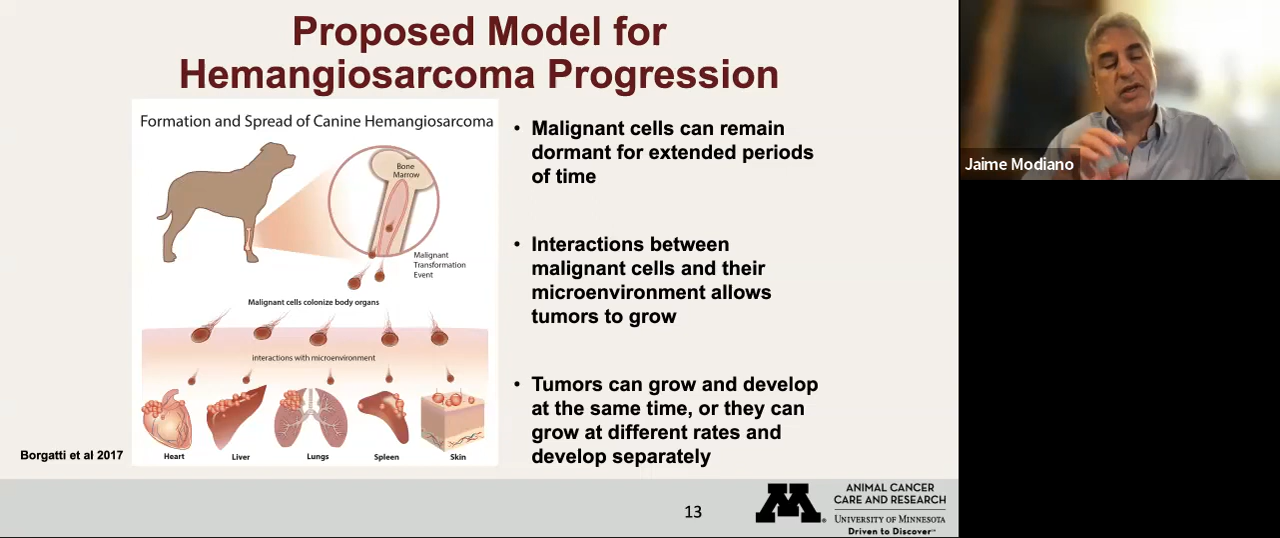 Proposed Model for
Hemangiosarcoma Progression
Formation and Spread of Canine Hemangiosarcoma
Bone
Marrow
Malignant
Transformation
Event
Malignant cells colonize body organs
interactions with microenvironment
Heart
Liver
Lungs
Spleen
Skin
Borgatti et al 2017
• Malignant cells can remain
dormant for extended periods
of time
• Interactions between
malignant cells and their
microenvironment allows
tumors to grow
• Tumors can grow and develop
at the same time, or they can
grow at different rates and
develop separately
13
M
ANIMAL CANCER
CARE AND RESEARCH
UNIVERSITY OF MINNESOTA
Driven to Discover℠
Jaime Modiano